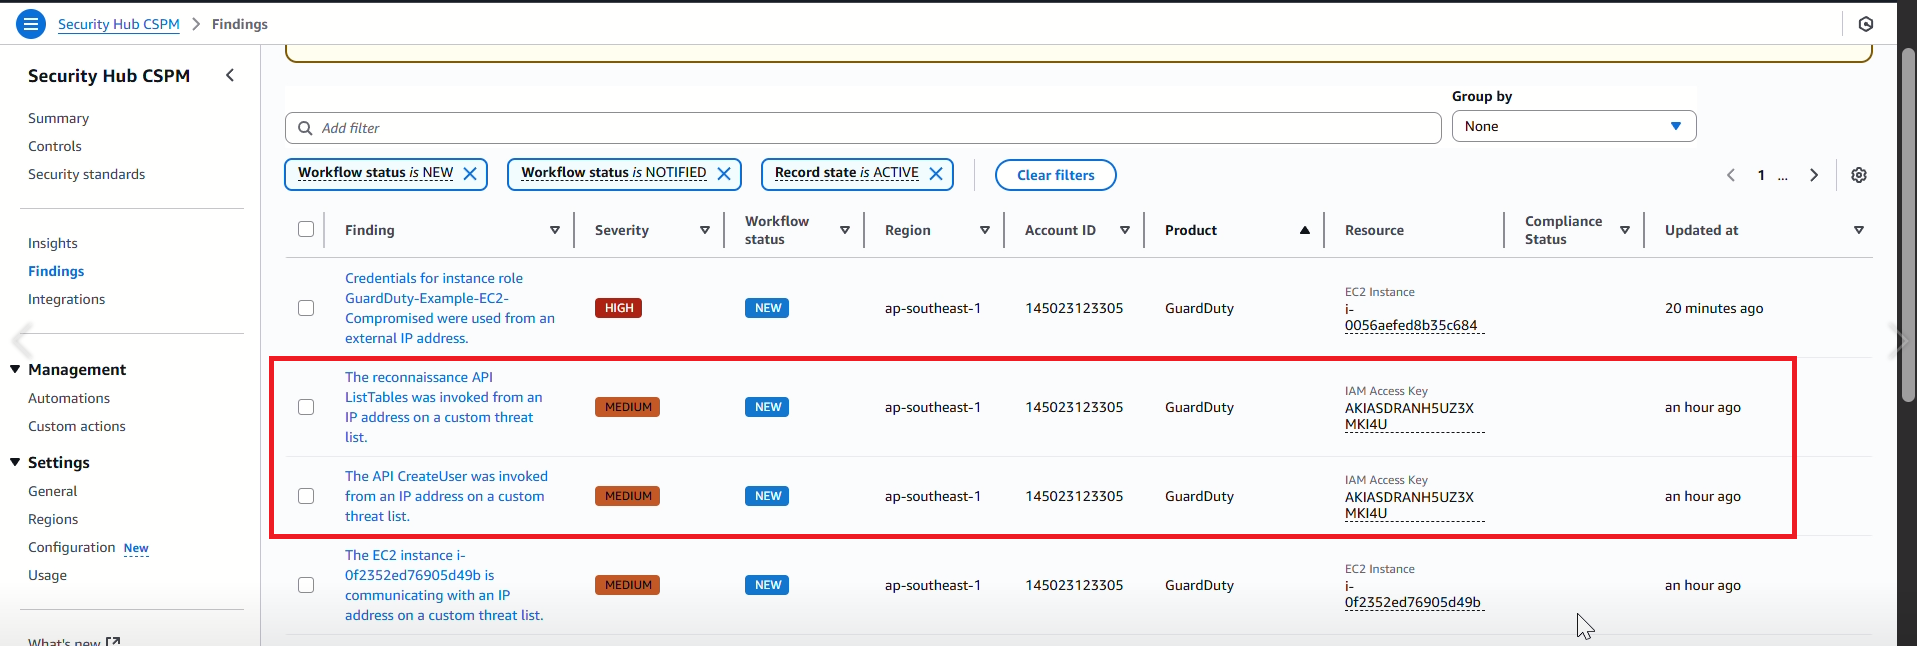 Security Hub CSPM > Findings
Security Hub CSPM
Summary
Controls
Security standards
Insights
Findings
Integrations
Management
Automations
Custom actions
Settings
General
Regions
Configuration New
Usage
What's new
Group by
Add filter
None
Workflow status is NEW
Workflow status is NOTIFIED
Record state is ACTIVE
Clear filters
1 ...
Finding
Severity
Workflow
status
Region
Account ID
Product
Resource
Compliance
Status
Updated at
Credentials for instance role
GuardDuty-Example-EC2-
Compromised were used from an
external IP address.
HIGH
NEW
ap-southeast-1
145023123305
GuardDuty
EC2 Instance
i-
0056aefed8b35c684
20 minutes ago
The reconnaissance API
ListTables was invoked from an
IP address on a custom threat
list.
MEDIUM
NEW
ap-southeast-1
145023123305
GuardDuty
IAM Access Key
AKIASDRANH5UZ3X
MKI4U
an hour ago
The API CreateUser was invoked
from an IP address on a custom
threat list.
MEDIUM
NEW
ap-southeast-1
145023123305
GuardDuty
IAM Access Key
AKIASDRANH5UZ3X
MKI4U
an hour ago
The EC2 instance i-
0f2352ed76905d49b is
communicating with an IP
address on a custom threat list.
MEDIUM
NEW
ap-southeast-1
145023123305
GuardDuty
EC2 Instance
i-
0f2352ed76905d49b
an hour ago